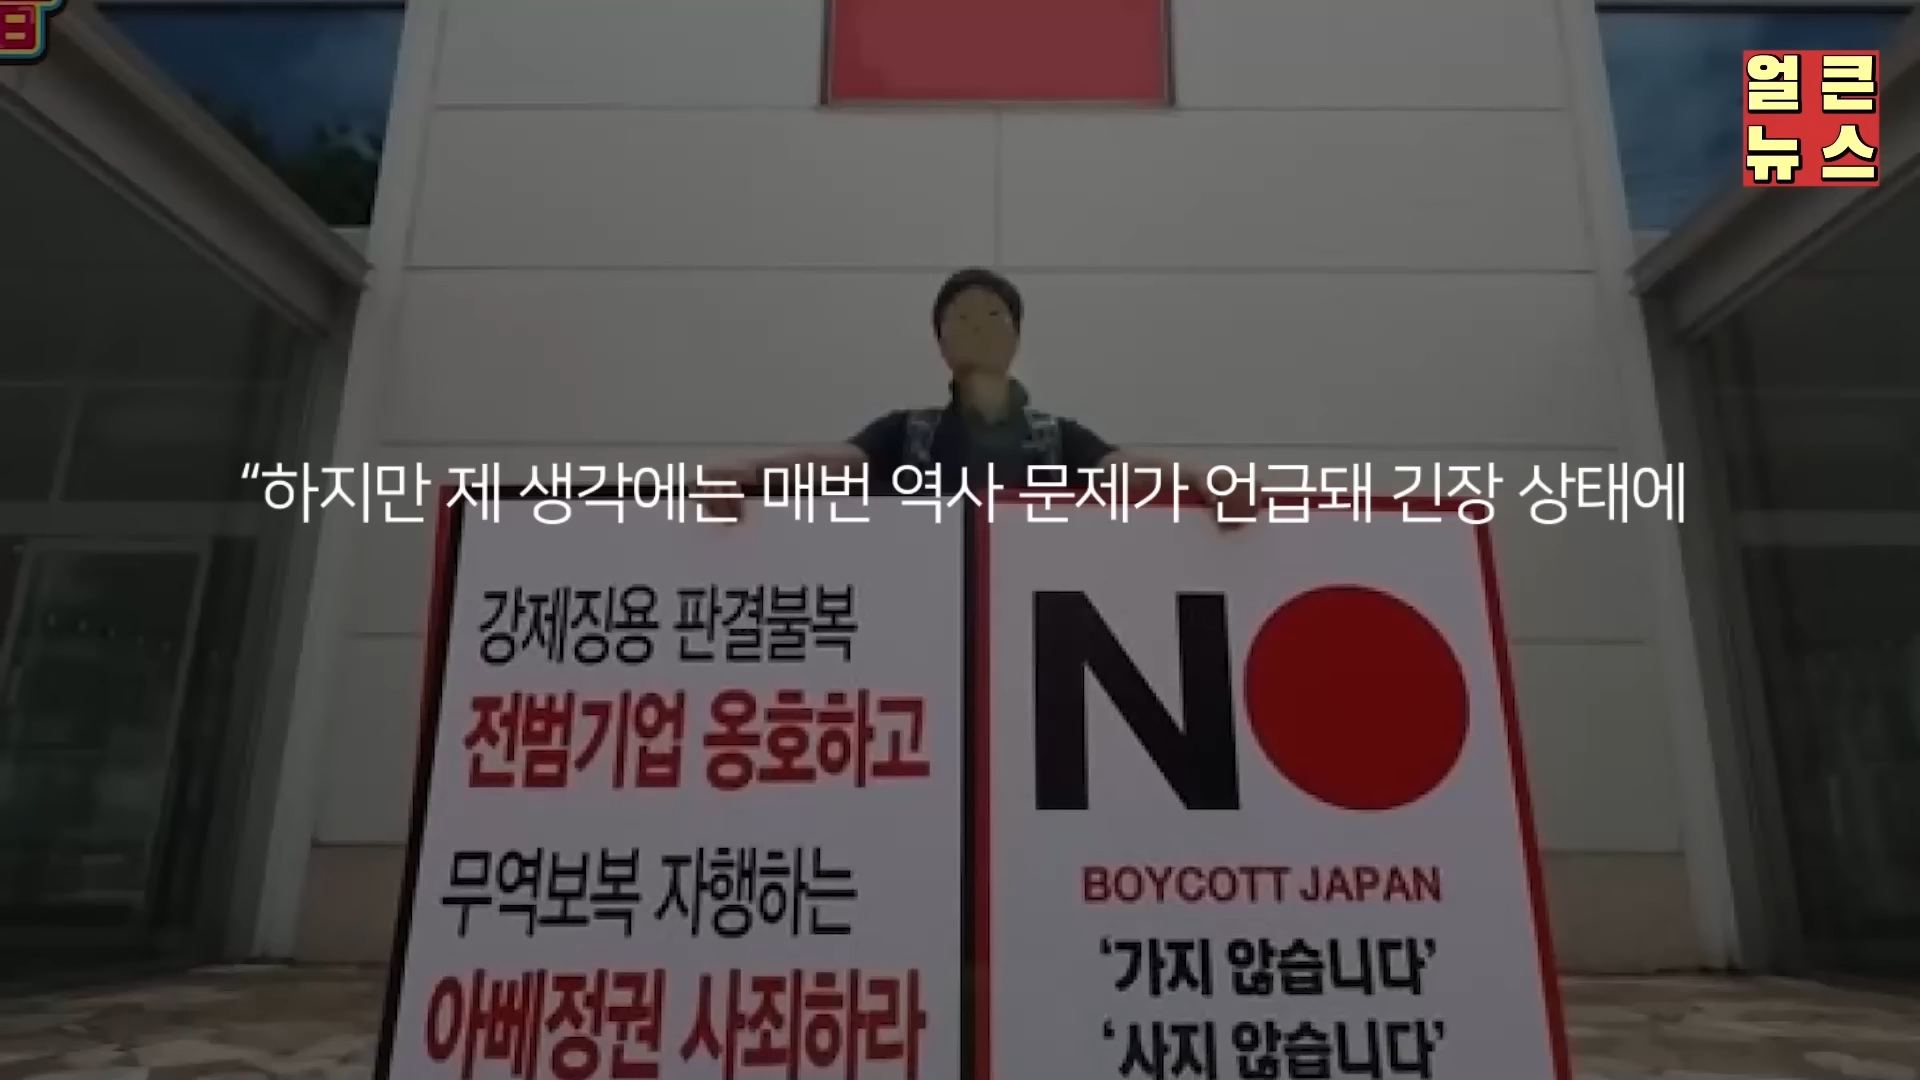 얼큰
뉴스
“하지만 제 생각에는 매번 역사 문제가 언급돼 긴장 상태에
강제징용 판결불복
전범기업 옹호하고
무역보복 자행하는
아베정권 사죄하라
NO
BOYCOTT JAPAN
‘가지 않습니다’
‘사지 않습니다’